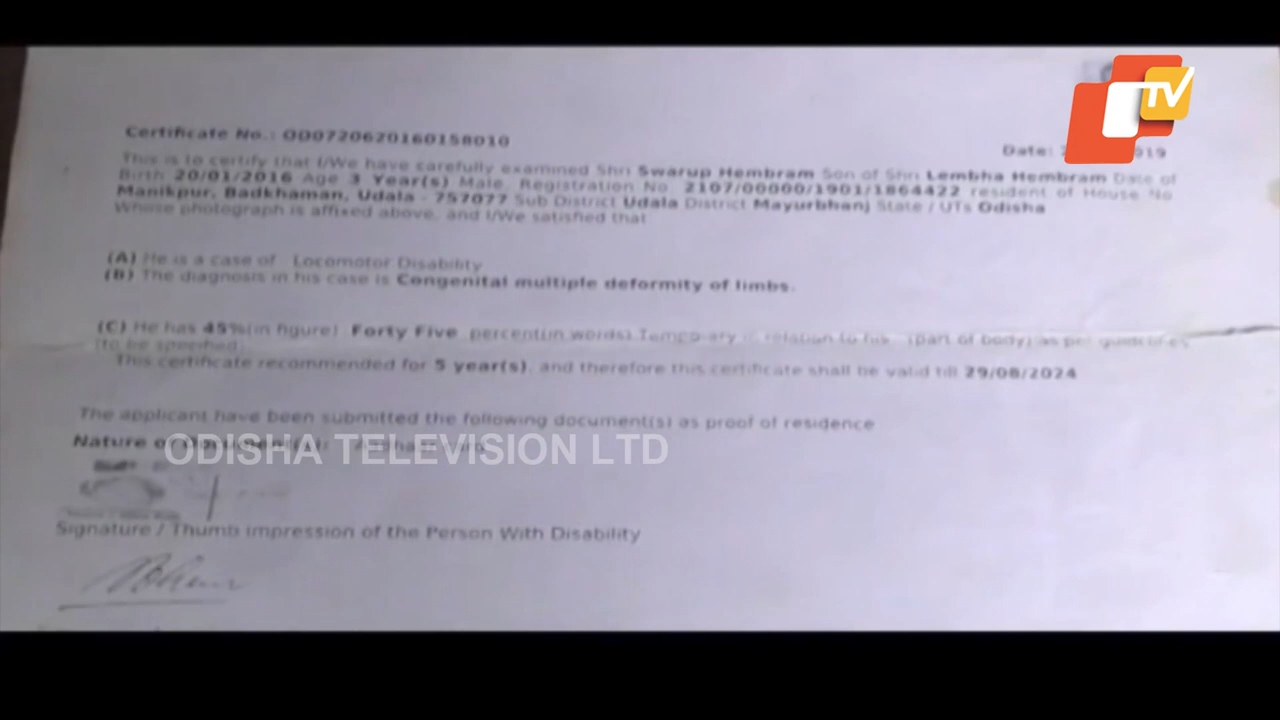 TV
Certificate No.: OD0720620160158010
Date: 2019
This is to certify that I/We have carefully examined Shri Swarup Hembram Son of Shri Lembha Hembram Date of
Birth 20/01/2016 Age 3 Year(s) Male, Registration No. 2107/00000/1901/1864422 resident of House No
Manikpur, Badkhaman, Udala - 757077 Sub District Udala District Mayurbhanj State / UTs Odisha
Whose photograph is affixed above, and I/We satisfied that
(A) He is a case of Locomotor Disability
(B) The diagnosis in his case is Congenital multiple deformity of limbs.
(C) He has 45%(in figure) Forty Five percent(in words) Temporary in relation to his (part of body) as per guidelines
(to be specified)
This certificate recommended for 5 year(s), and therefore this certificate shall be valid till 29/08/2024
The applicant have been submitted the following document(s) as proof of residence
Nature of
ODISHA TELEVISION LTD
Signature / Thumb impression of the Person With Disability